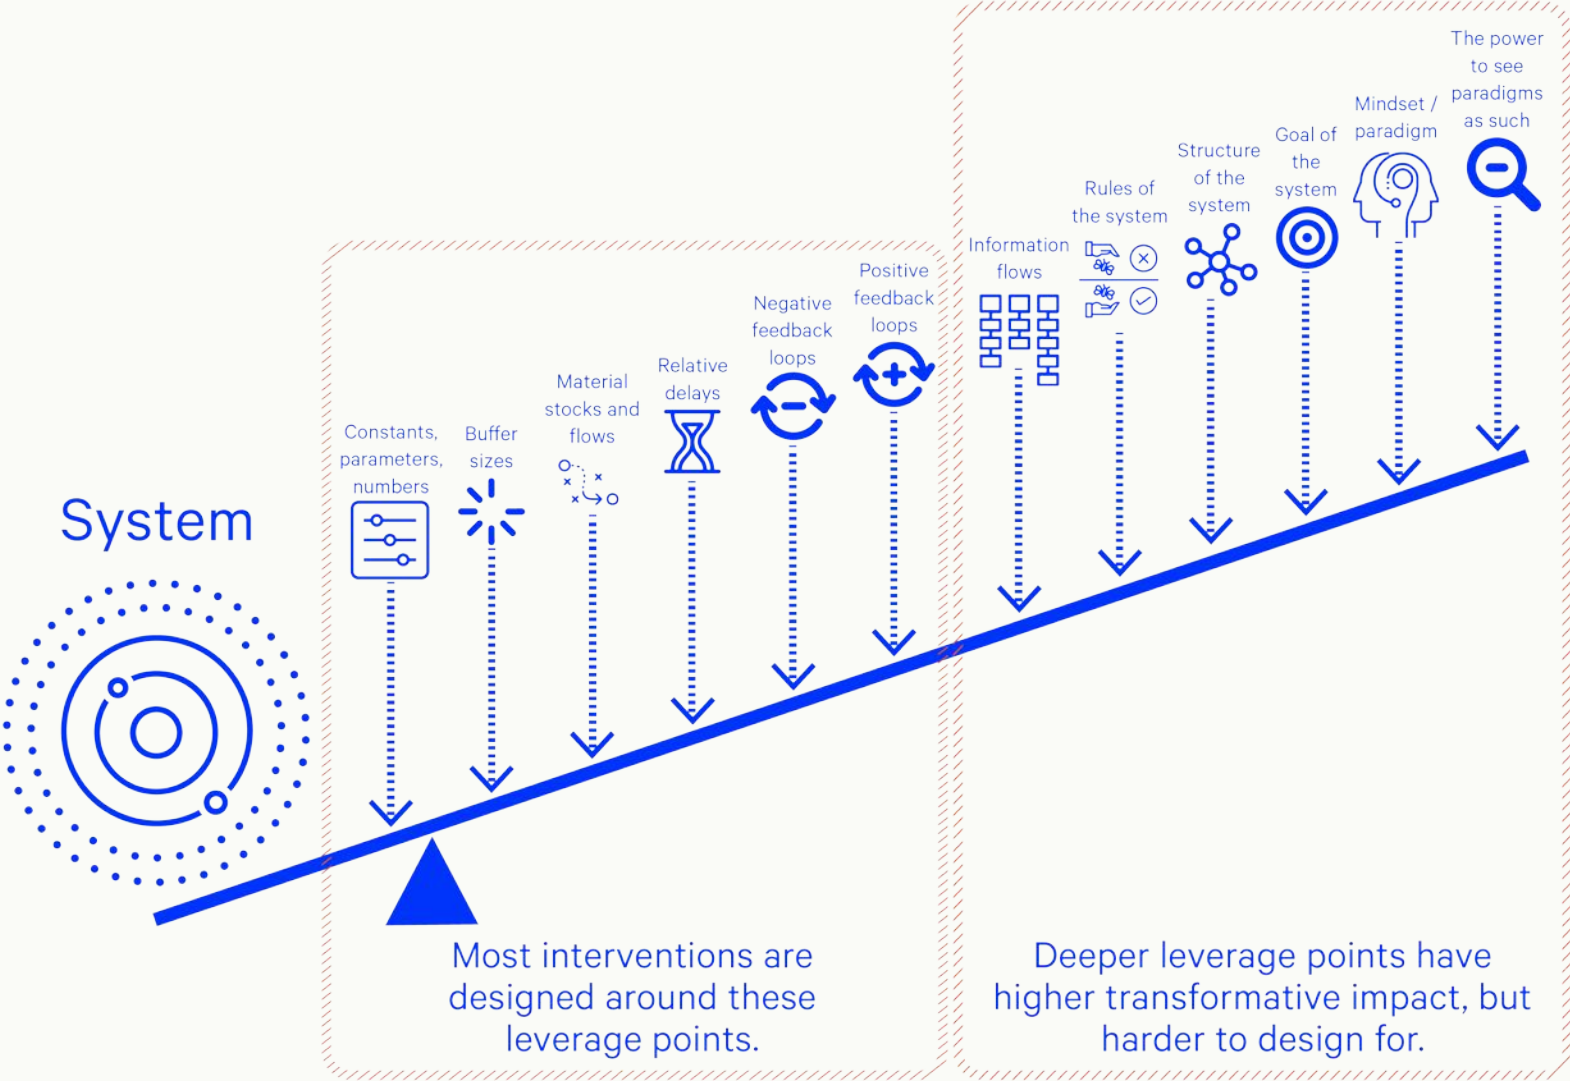 System
Constants,
parameters,
numbers
Buffer
sizes
Material
stocks and
flows
Relative
delays
Negative
feedback
loops
Positive
feedback
loops
Information
flows
Rules of
the system
Structure
of the
system
Goal of
the
system
Mindset /
paradigm
The power
to see
paradigms
as such
Most interventions are
designed around these
leverage points.
Deeper leverage points have
higher transformative impact, but
harder to design for.